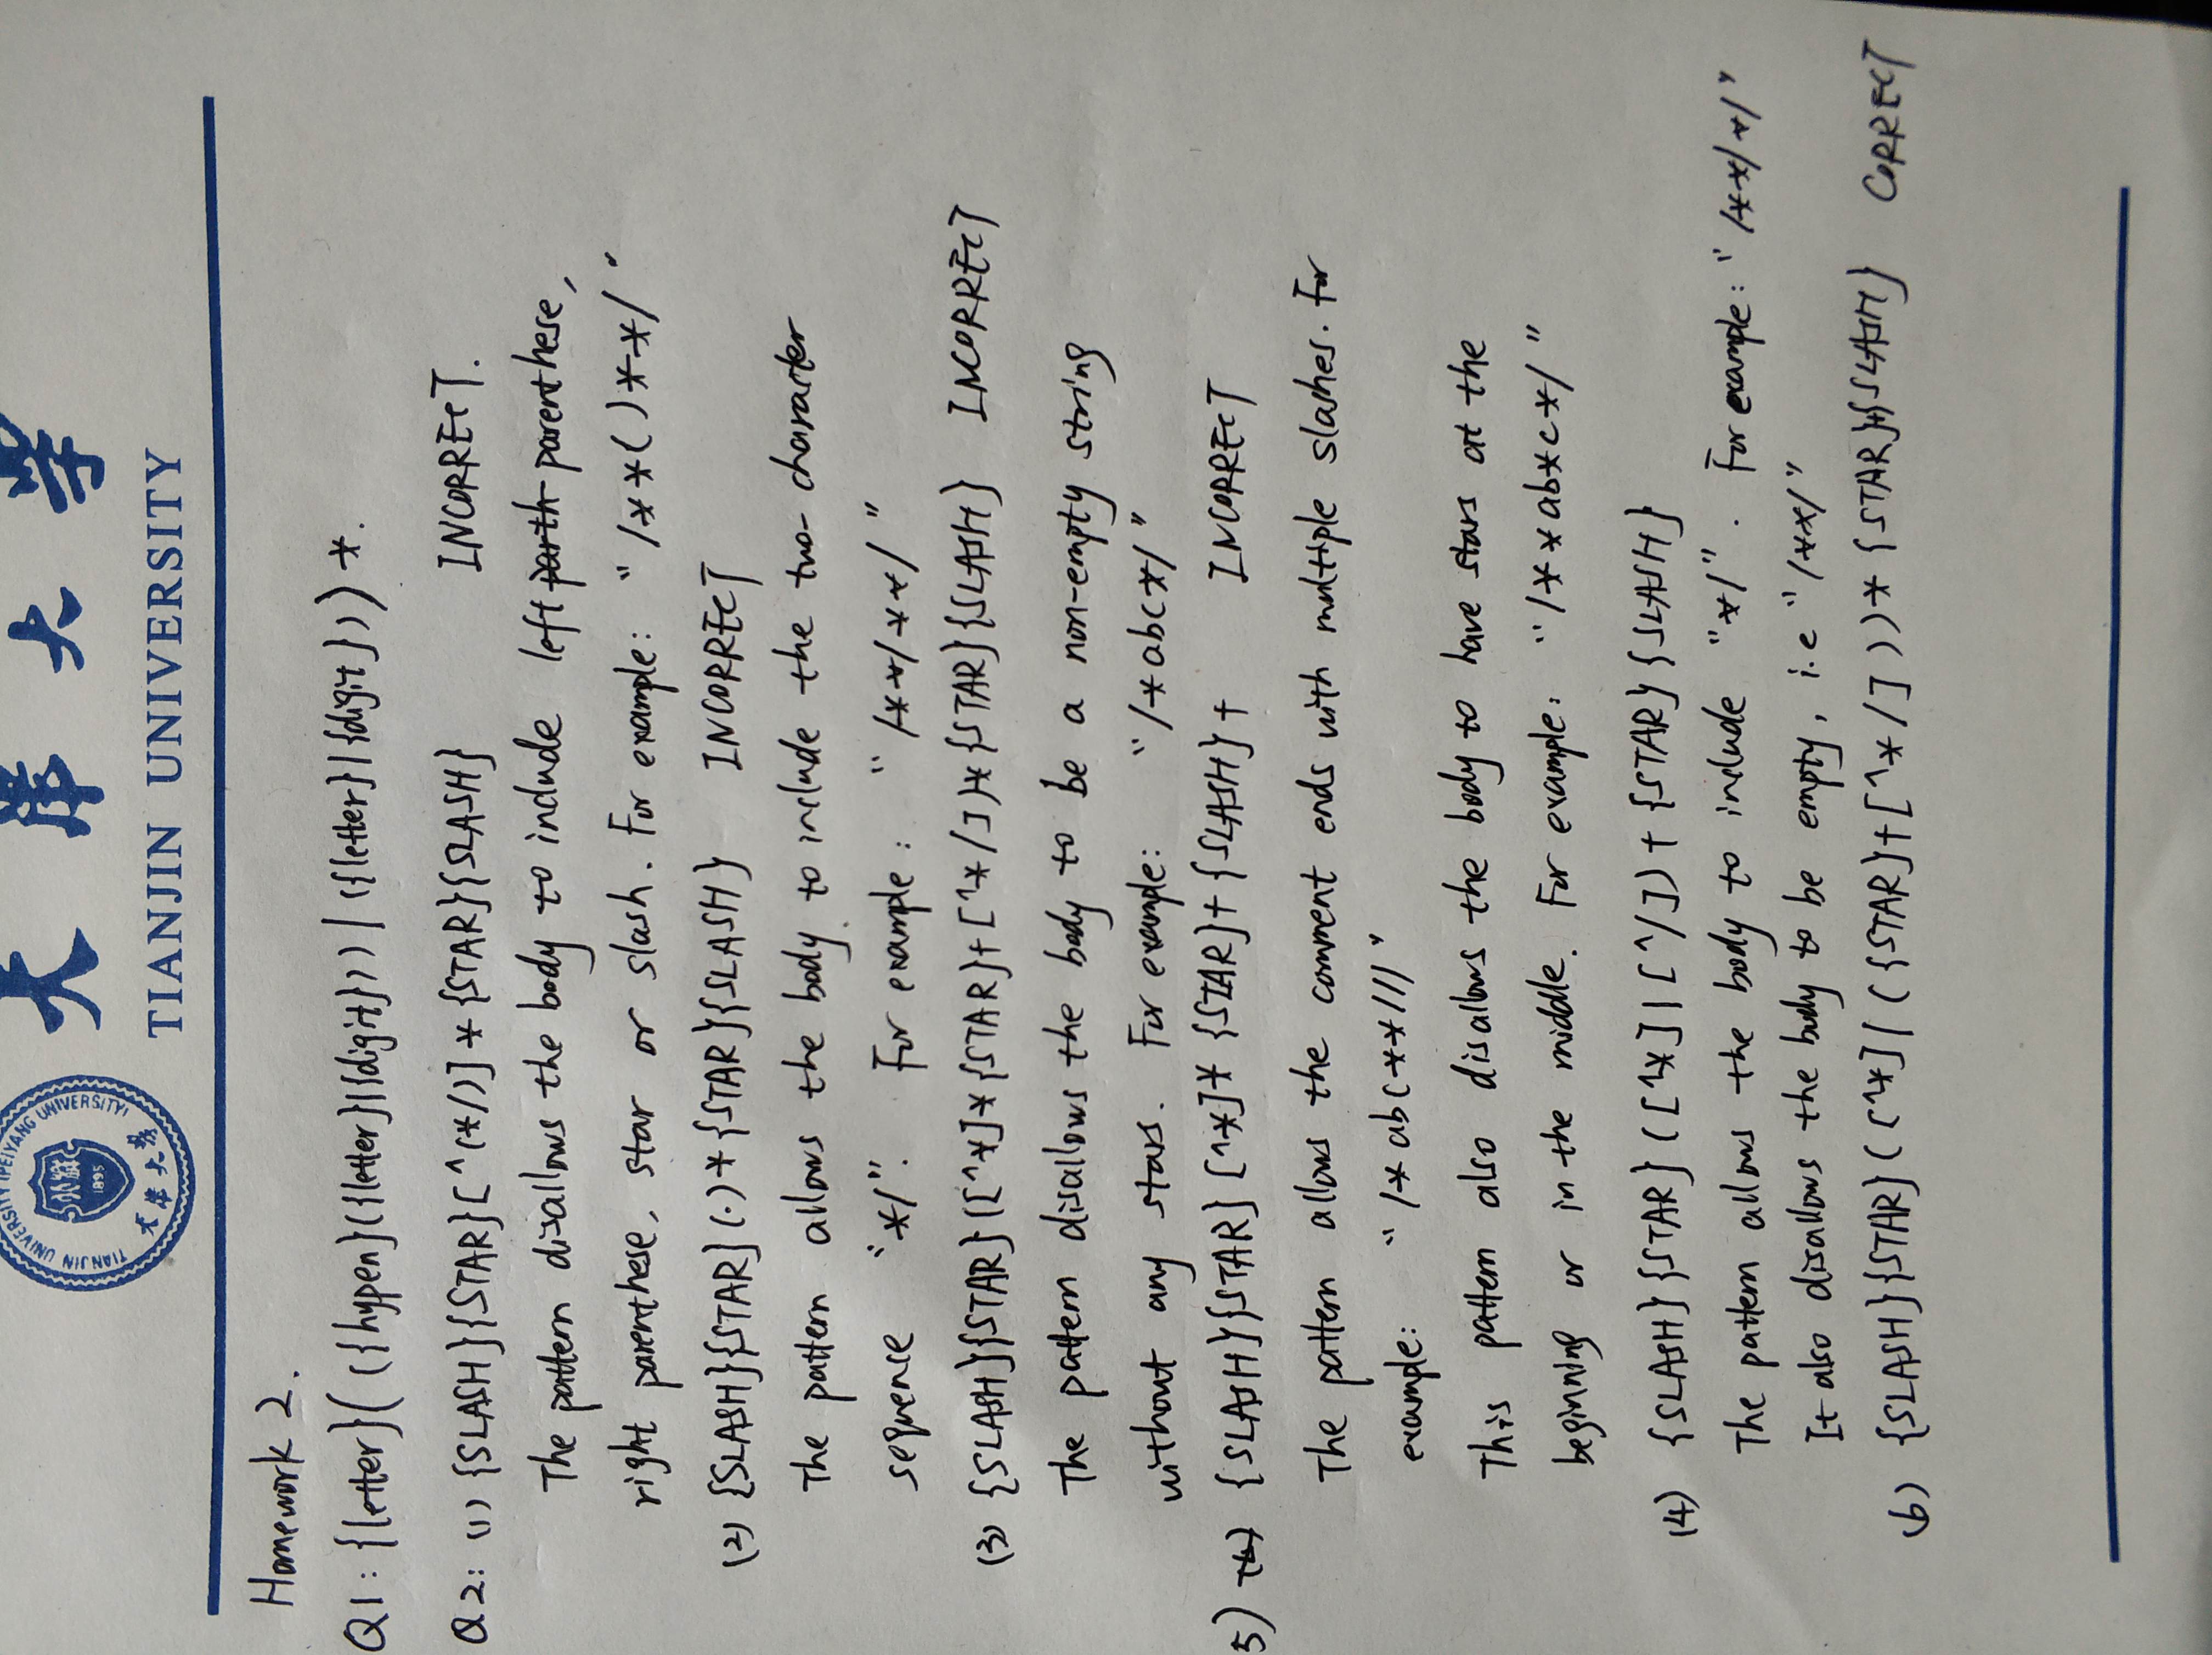 TIANJIN UNIVERSITY (PEIYANG UNIVERSITY)
1895
天津大学
天津大学
TIANJIN UNIVERSITY
Homework 2.
Q1: {letter}( ({hypen}({letter}|{digit})) | ({letter}|{digit})) *.
Q2: (1) {SLASH}{STAR}[^(*/)]*{STAR}{SLASH} INCORRECT.
The pattern disallows the body to include left parth parenthese,
right parenthese, star or slash. For example: "/**()**/"
(2) {SLASH}{STAR}(.)*{STAR}{SLASH} INCORRECT
The pattern allows the body to include the two-character
sequence "*/". For example: "/**/**/"
(3) {SLASH}{STAR}([^*]*{STAR}+[^*/])*{STAR}{SLASH} INCORRECT
The pattern disallows the body to be a non-empty string
without any stars. For example: "/*abc*/"
5) (4) {SLASH}{STAR}[^*]*{STAR}+{SLASH}+ INCORRECT
The pattern allows the comment ends with multiple slashes. For
example: "/*abc**///"
This pattern also disallows the body to have stars at the
beginning or in the middle. For example: "/**ab*c*/"
(4) {SLASH}{STAR}([^*]|[^/])+{STAR}{SLASH}
The pattern allows the body to include "*/". For example: "/**/*/"
It also disallows the body to be empty, i.e "/**/"
(6) {SLASH}{STAR}([^*]|({STAR}+[^*/]))*{STAR}+{SLASH} CORRECT